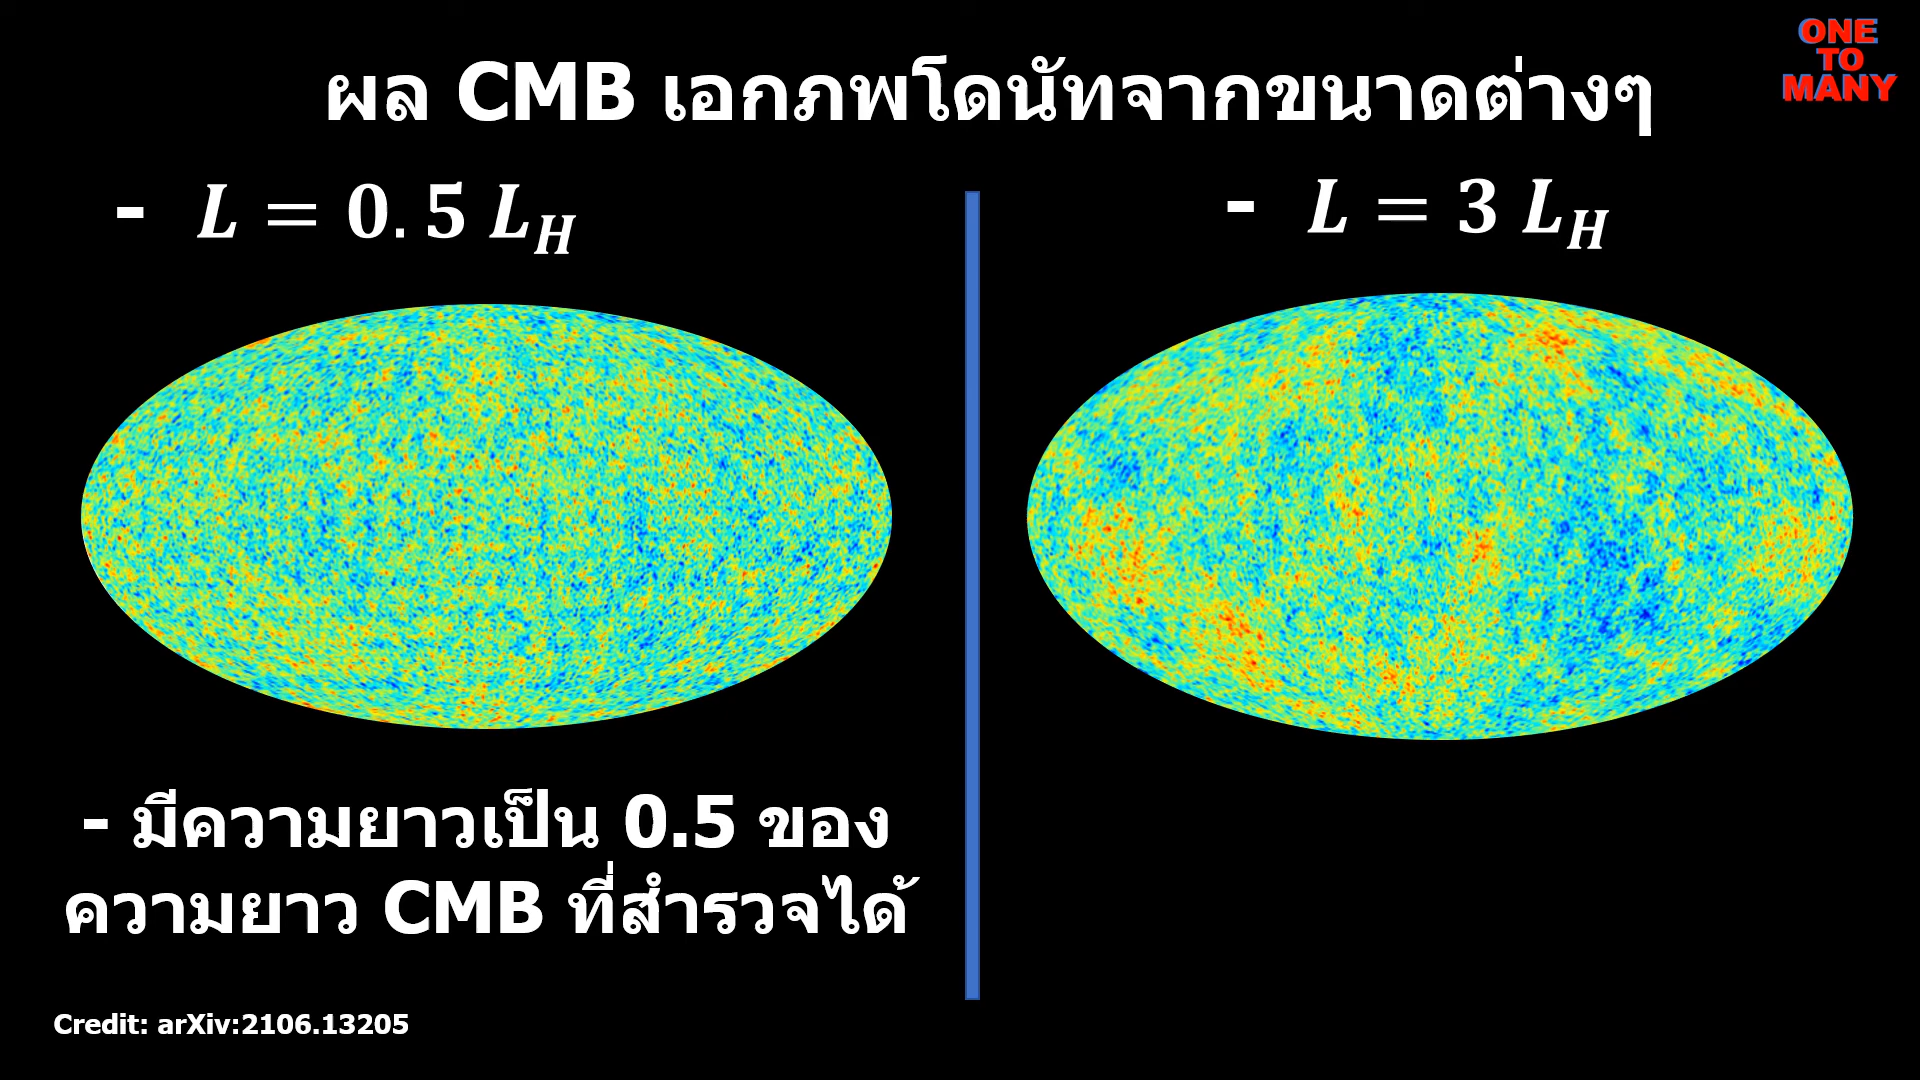 ONE
TO
MANY
ผล CMB เอกภพโดนัทจากขนาดต่างๆ
- L = 0.5 L_H
- L = 3 L_H
- มีความยาวเป็น 0.5 ของ
ความยาว CMB ที่สำรวจได้
Credit: arXiv:2106.13205